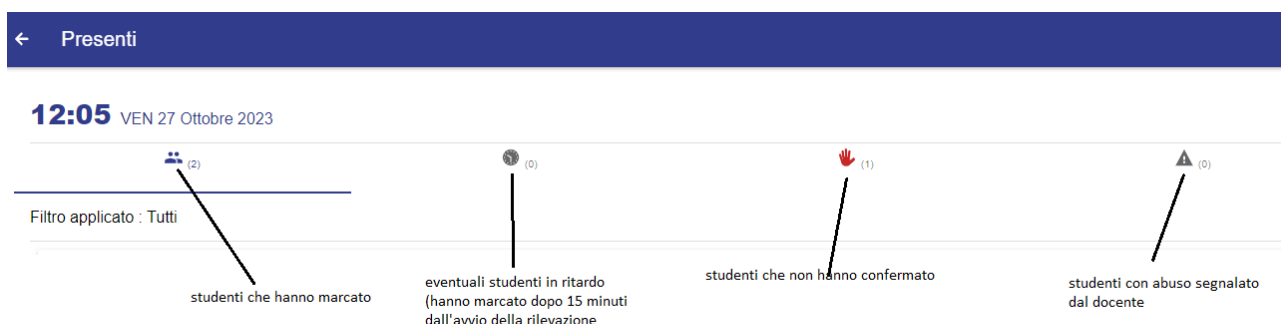 Presenti
12:05 VEN 27 Ottobre 2023
(2)
(0)
(1)
(0)
Filtro applicato : Tutti
studenti che hanno marcato
eventuali studenti in ritardo
(hanno marcato dopo 15 minuti
dall'avvio della rilevazione
studenti che non hanno confermato
studenti con abuso segnalato
dal docente